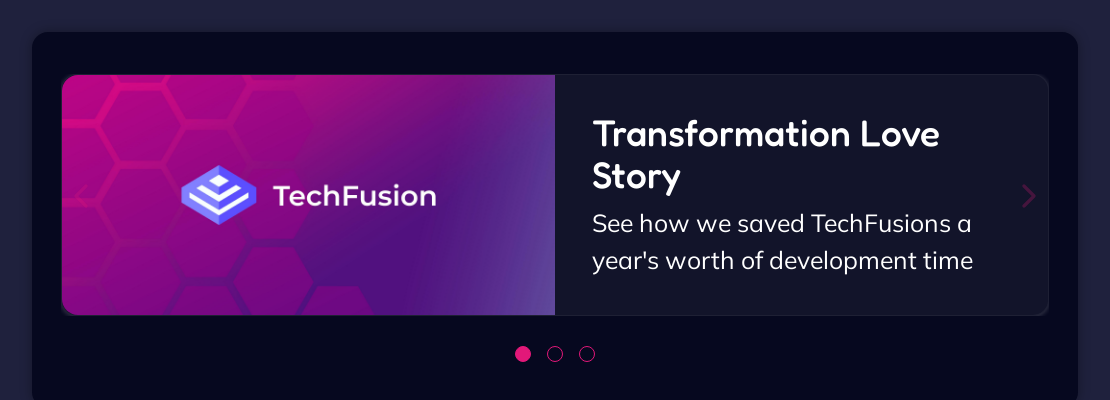 TechFusion
Transformation Love
Story
See how we saved TechFusions a
year's worth of development time